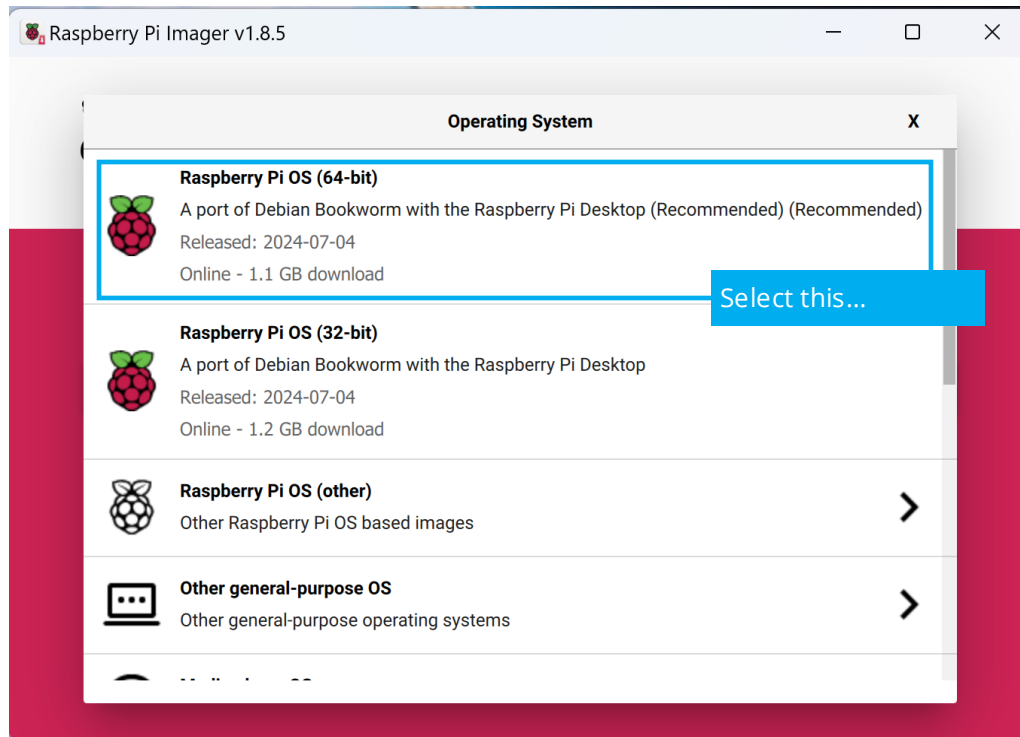 Raspberry Pi Imager v1.8.5
Operating System
X
Raspberry Pi OS (64-bit)
A port of Debian Bookworm with the Raspberry Pi Desktop (Recommended) (Recommended)
Released: 2024-07-04
Online - 1.1 GB download
Select this...
Raspberry Pi OS (32-bit)
A port of Debian Bookworm with the Raspberry Pi Desktop
Released: 2024-07-04
Online - 1.2 GB download
Raspberry Pi OS (other)
Other Raspberry Pi OS based images
Other general-purpose OS
Other general-purpose operating systems